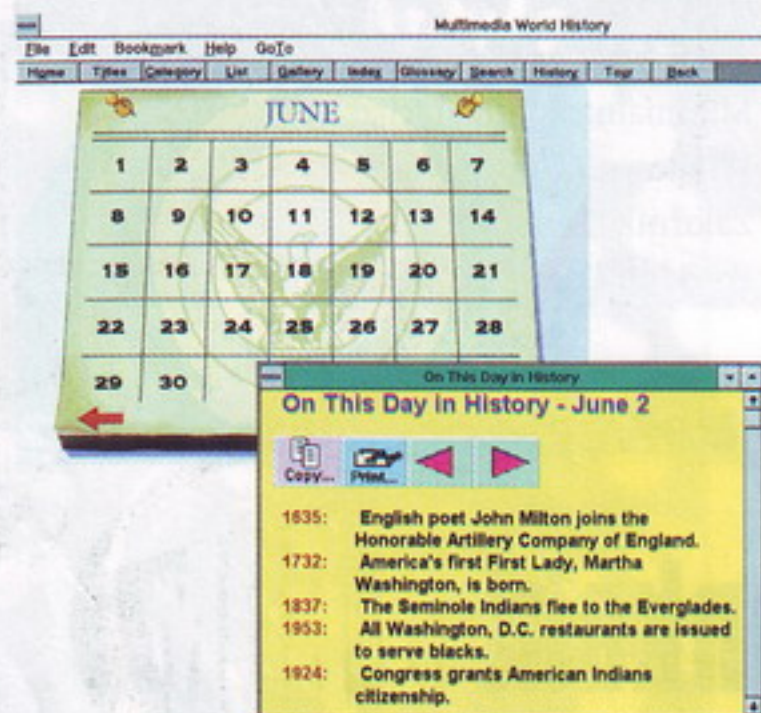 Multimedia World History
File Edit Bookmark Help GoTo
Home Titles Category List Gallery Index Glossary Search History Tour Back
JUNE
1 2 3 4 5 6 7
8 9 10 11 12 13 14
15 16 17 18 19 20 21
22 23 24 25 26 27 28
29 30
On This Day in History
On This Day in History - June 2
Copy... Print...
1635: English poet John Milton joins the
Honorable Artillery Company of England.
1732: America's first First Lady, Martha
Washington, is born.
1837: The Seminole Indians flee to the Everglades.
1953: All Washington, D.C. restaurants are issued
to serve blacks.
1924: Congress grants American Indians
citizenship.